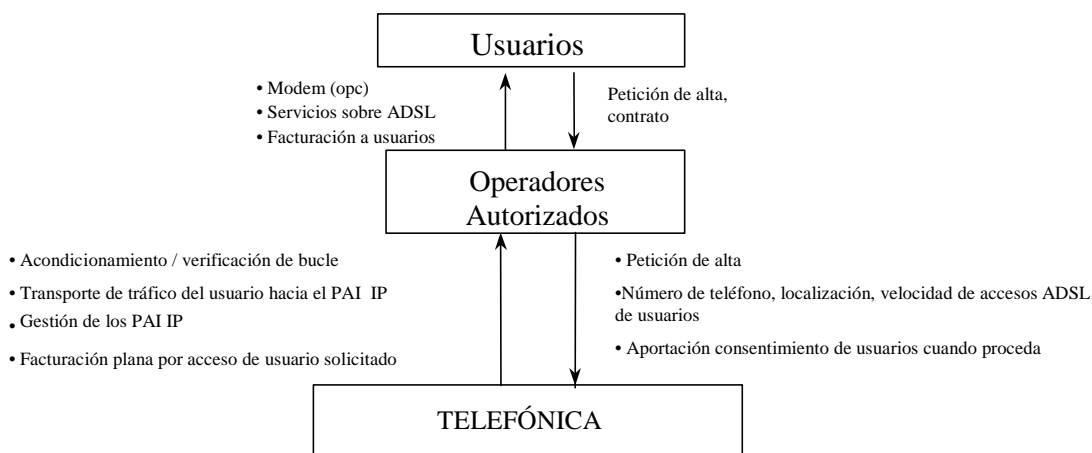 Usuarios
• Modem (opc)
• Servicios sobre ADSL
• Facturación a usuarios
Petición de alta,
contrato
Operadores
Autorizados
• Acondicionamiento / verificación de bucle
• Transporte de tráfico del usuario hacia el PAI IP
• Gestión de los PAI IP
• Facturación plana por acceso de usuario solicitado
• Petición de alta
•Número de teléfono, localización, velocidad de accesos ADSL
de usuarios
• Aportación consentimiento de usuarios cuando proceda
TELEFÓNICA